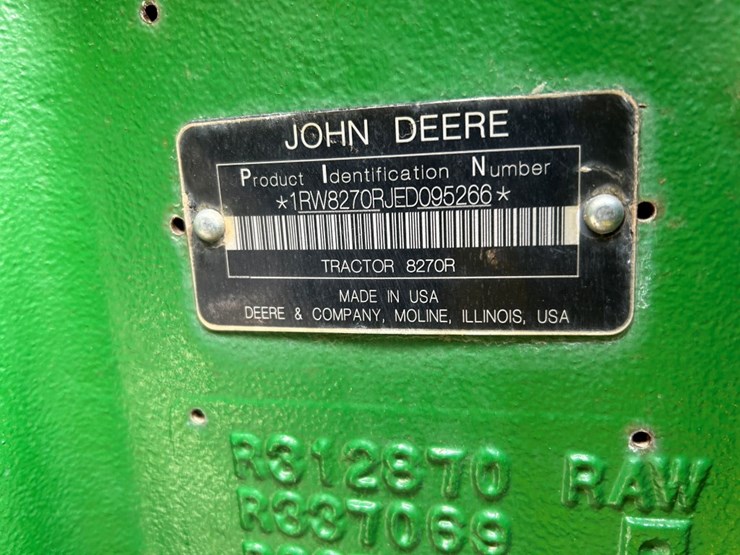 JOHN DEERE
Product Identification Number
*1RW8270RJED095266*
TRACTOR 8270R
MADE IN USA
DEERE & COMPANY, MOLINE, ILLINOIS, USA
R312870 RAW
R337069